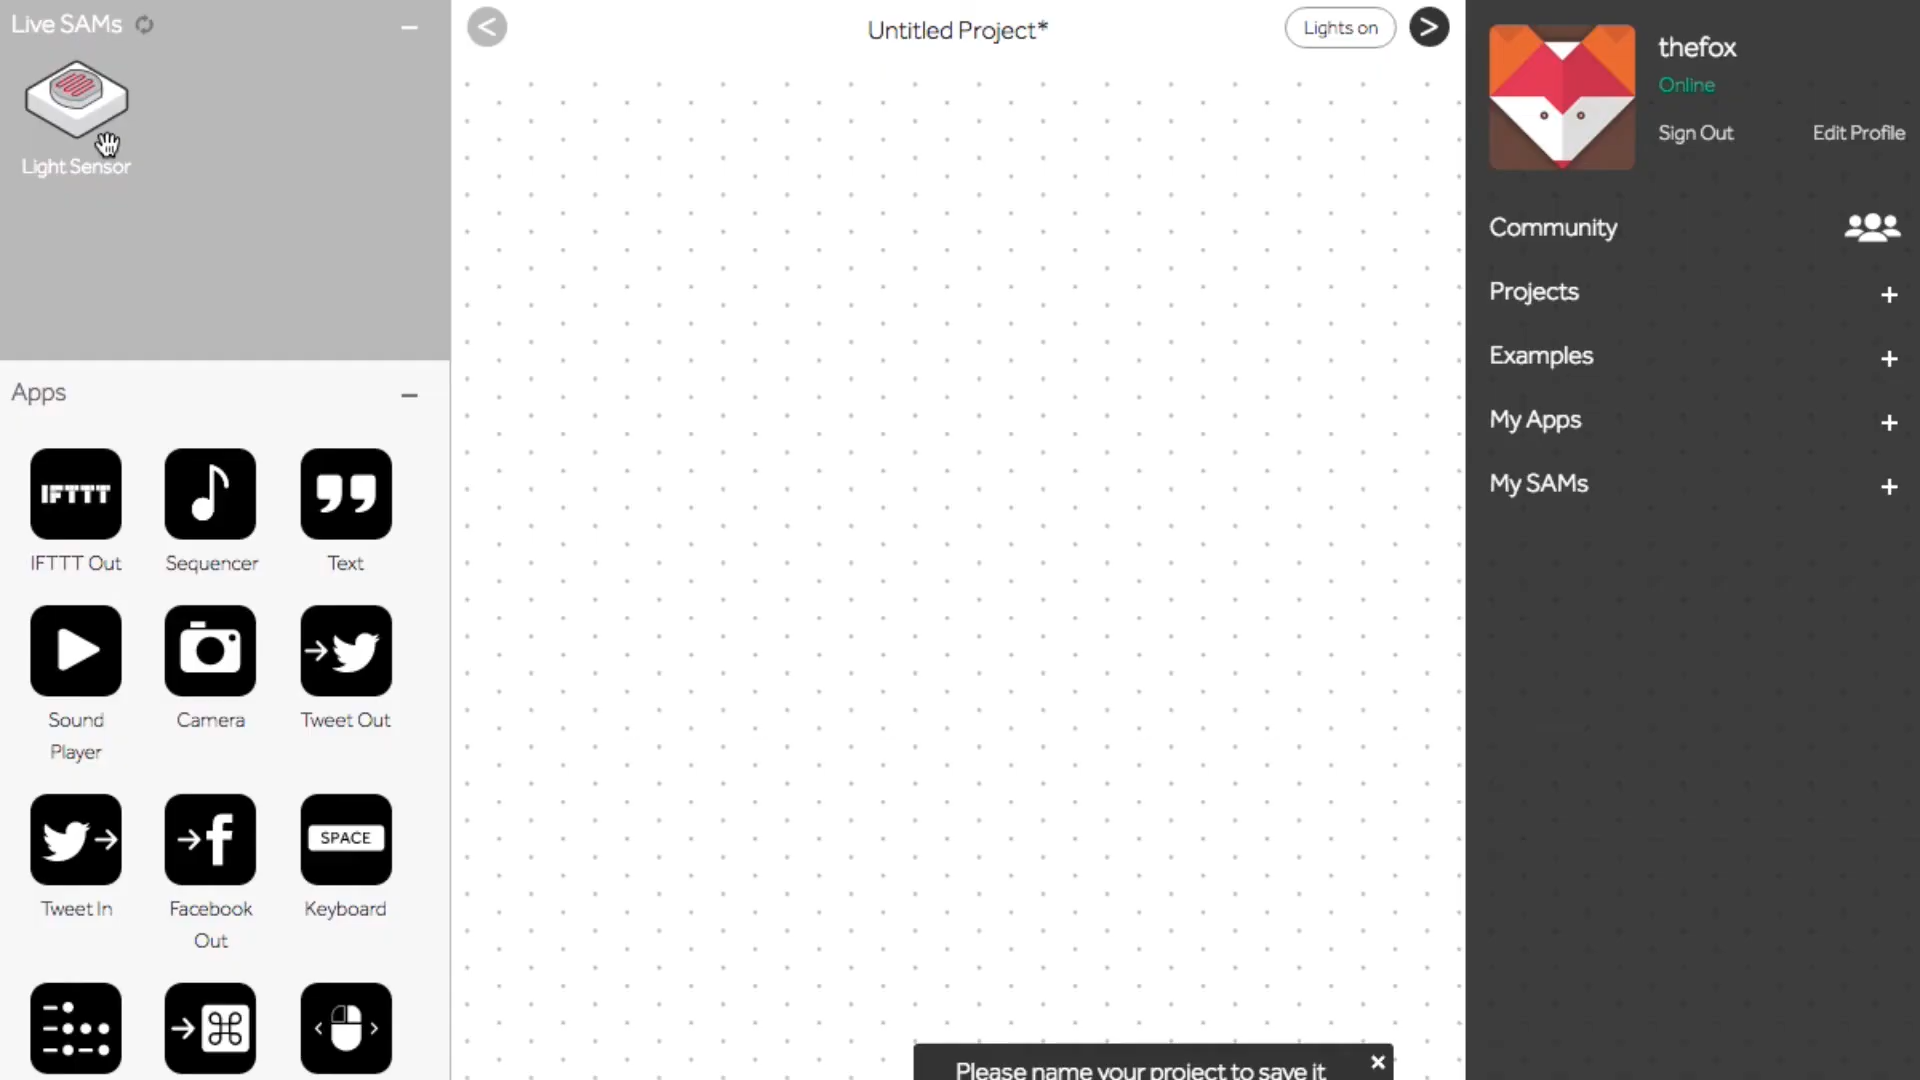 Live SAMs
Light Sensor
Apps
IFTTT
IFTTT Out
Sequencer
Text
Sound
Player
Camera
Tweet Out
Tweet In
Facebook
Out
SPACE
Keyboard
<
Untitled Project*
Lights on
>
Please name your project to save it
×
thefox
Online
Sign Out
Edit Profile
Community
Projects +
Examples +
My Apps +
My SAMs +